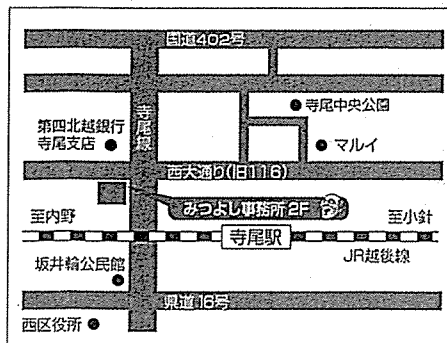 国道402号
寺尾中央公園
寺尾線
第四北越銀行
寺尾支店
マルイ
西大通り(旧116)
みつよし事務所2F
至内野
至小針
寺尾駅
JR越後線
坂井輪公民館
県道16号
西区役所